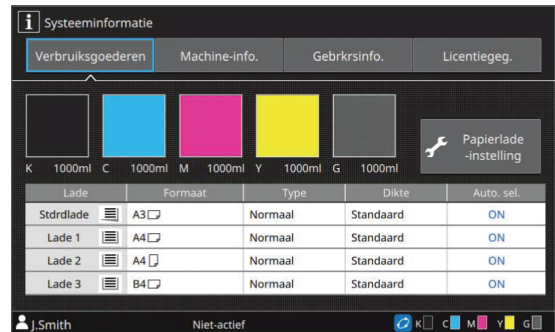 i Systeeminformatie
Verbruiksgoederen Machine-info. Gebrkrsinfo. Licentiegeg.
K 1000ml C 1000ml M 1000ml Y 1000ml G 1000ml
Papierlade
-instelling
Lade Formaat Type Dikte Auto. sel.
Stdrdlade A3 Normaal Standaard ON
Lade 1 A4 Normaal Standaard ON
Lade 2 A4 Normaal Standaard ON
Lade 3 B4 Normaal Standaard ON
J.Smith Niet-actief K C M Y G